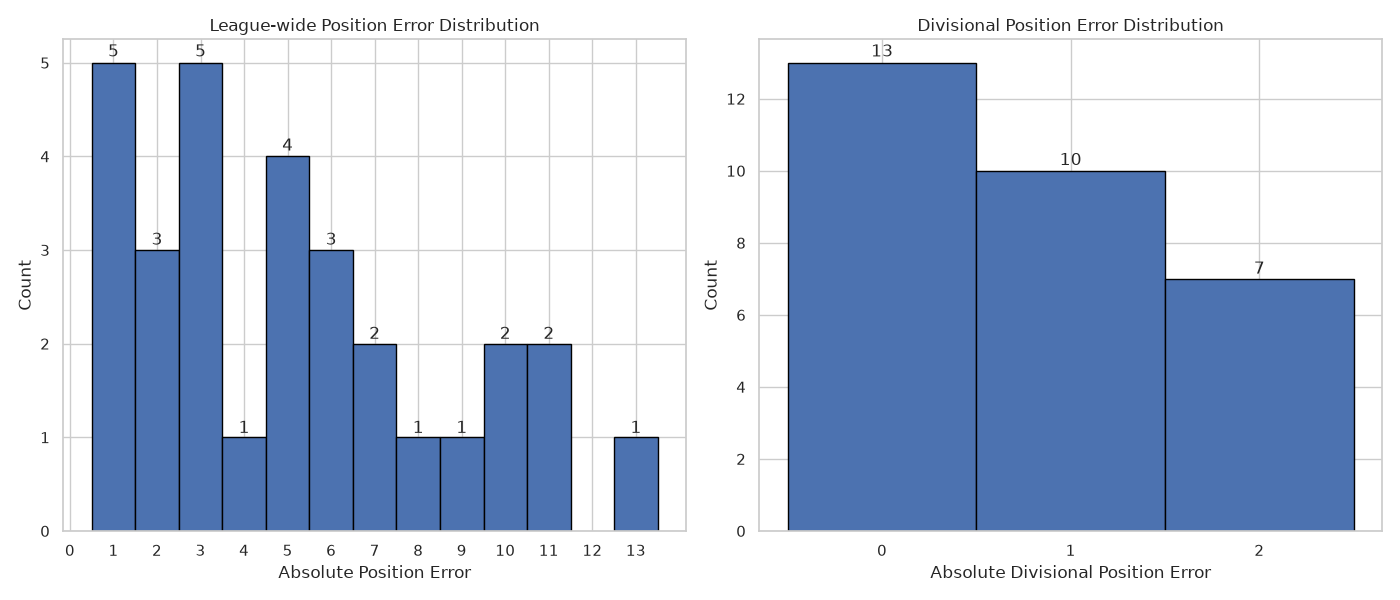 League-wide Position Error Distribution
5 3 5 1 4 3 2 1 1 2 2 1
5
4
3
2
1
0
Count
0 1 2 3 4 5 6 7 8 9 10 11 12 13
Absolute Position Error
Divisional Position Error Distribution
13 10 7
12
10
8
6
4
2
0
Count
0 1 2
Absolute Divisional Position Error